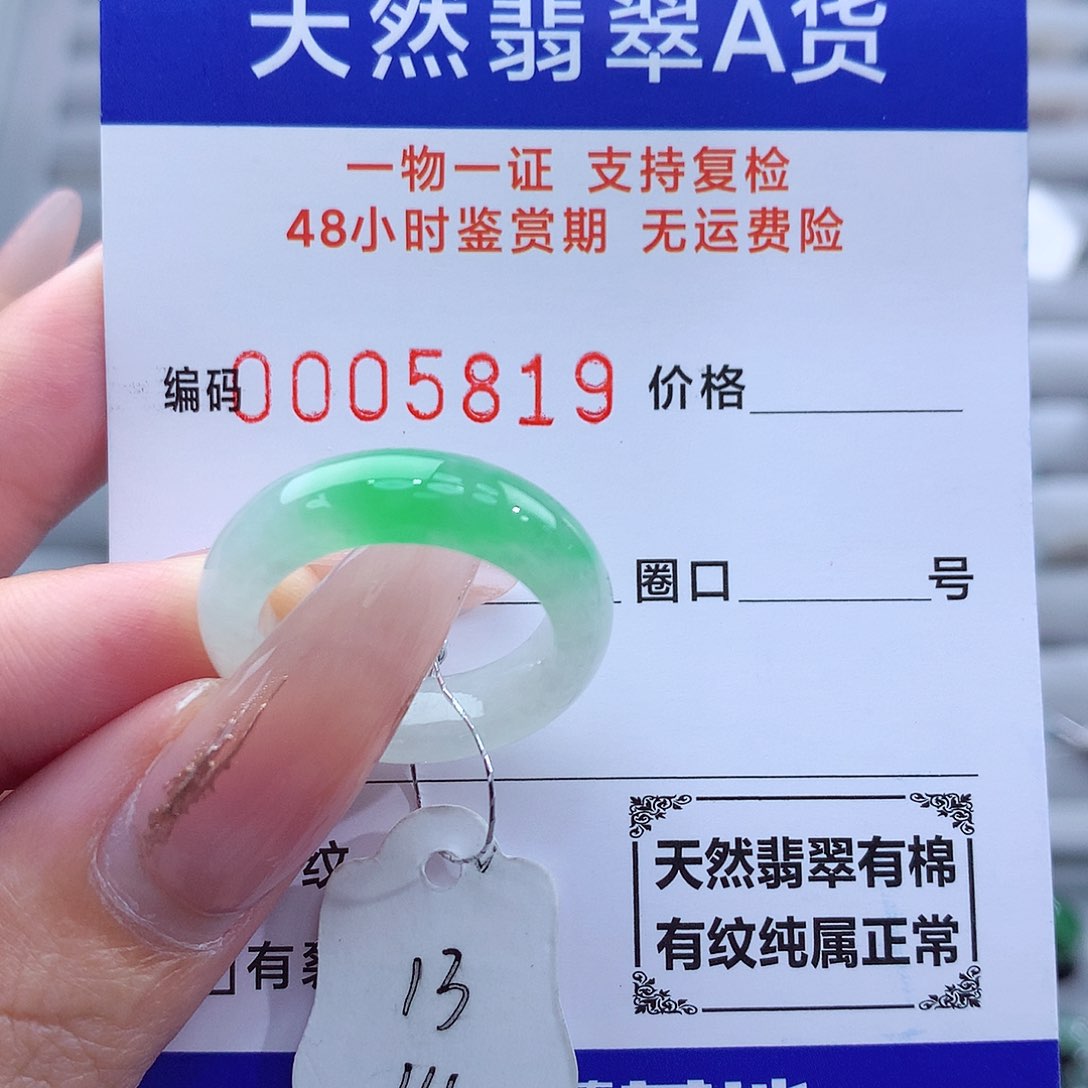 天然翡翠A货
一物一证 支持复检
48小时鉴赏期 无运费险
编码0005819 价格
圈口 号
纹
有
天然翡翠有棉
有纹纯属正常
13